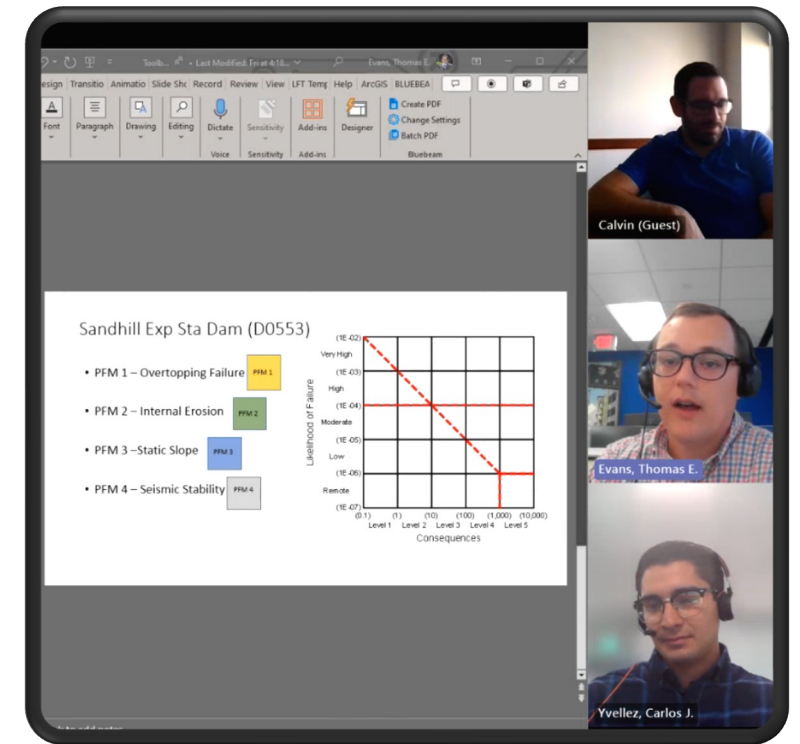 Toolb... • Last Modified: Fri at 4:18...
Evans, Thomas E.
esign Transitio Animatio Slide Shc Record Review View LFT Temp Help ArcGIS BLUEBEA
Font
Paragraph
Drawing
Editing
Dictate
Sensitivity
Add-ins
Designer
Create PDF
Change Settings
Batch PDF
Voice Sensitivity Add-ins Bluebeam
Sandhill Exp Sta Dam (D0553)
• PFM 1 – Overtopping Failure
PFM 1
• PFM 2 – Internal Erosion
PFM 2
• PFM 3 –Static Slope
PFM 3
• PFM 4 – Seismic Stability
PFM 4
Likelihood of Failure
(1E-02)
Very High
(1E-03)
High
(1E-04)
Moderate
(1E-05)
Low
(1E-06)
Remote
(1E-07)
(0.1) (1) (10) (100) (1,000) (10,000)
Level 1 Level 2 Level 3 Level 4 Level 5
Consequences
Calvin (Guest)
Evans, Thomas E.
Yvellez, Carlos J.